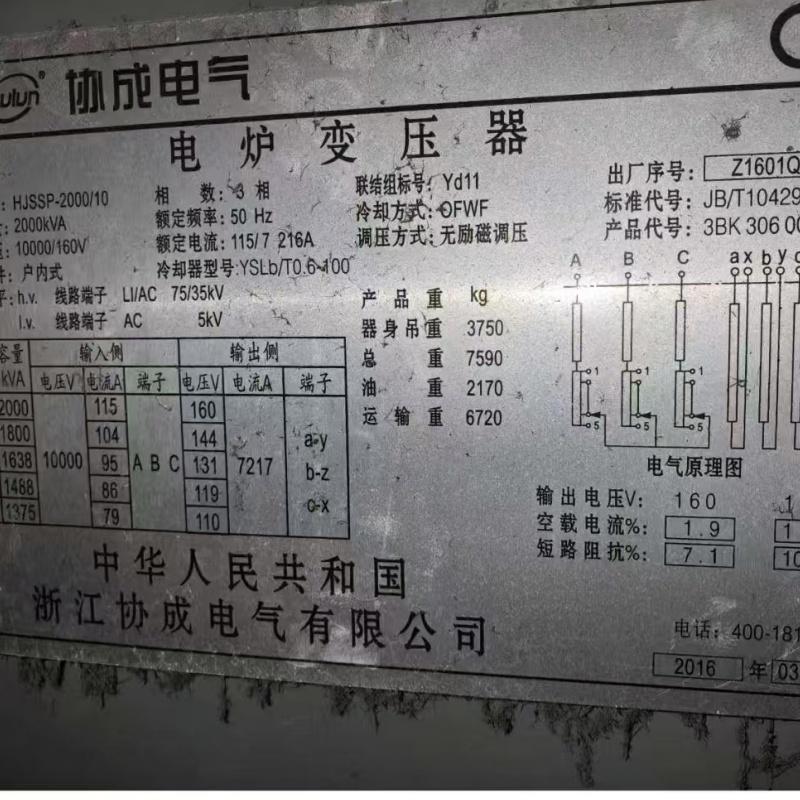 ulun® 协成电气
电炉变压器
: HJSSP-2000/10 相 数: 3 相 联结组标号: Yd11 出厂序号: Z1601Q
: 2000kVA 额定频率: 50 Hz 冷却方式: OFWF 标准代号: JB/T10429
: 10000/160V 额定电流: 115/7 216A 调压方式: 无励磁调压 产品代号: 3BK 306 00
: 户内式 冷却器型号: YSLb/T0.6-100
: h.v. 线路端子 LI/AC 75/35kV
l.v. 线路端子 AC 5kV
产品重 kg
器身吊重 3750
总重 7590
油重 2170
运输重 6720
容量 输入侧 输出侧
kVA 电压V 电流A 端子 电压V 电流A 端子
2000 115 160
1800 104 144 a-y
1638 10000 95 A B C 131 7217 b-z
1488 86 119 c-x
1375 79 110
A B C a x b y
1 1 1
5 5 5
电气原理图
输出电压V: 160 1
空载电流%: 1.9 1
短路阻抗%: 7.1 10
中华人民共和国
浙江协成电气有限公司
电话: 400-181
2016 年 03